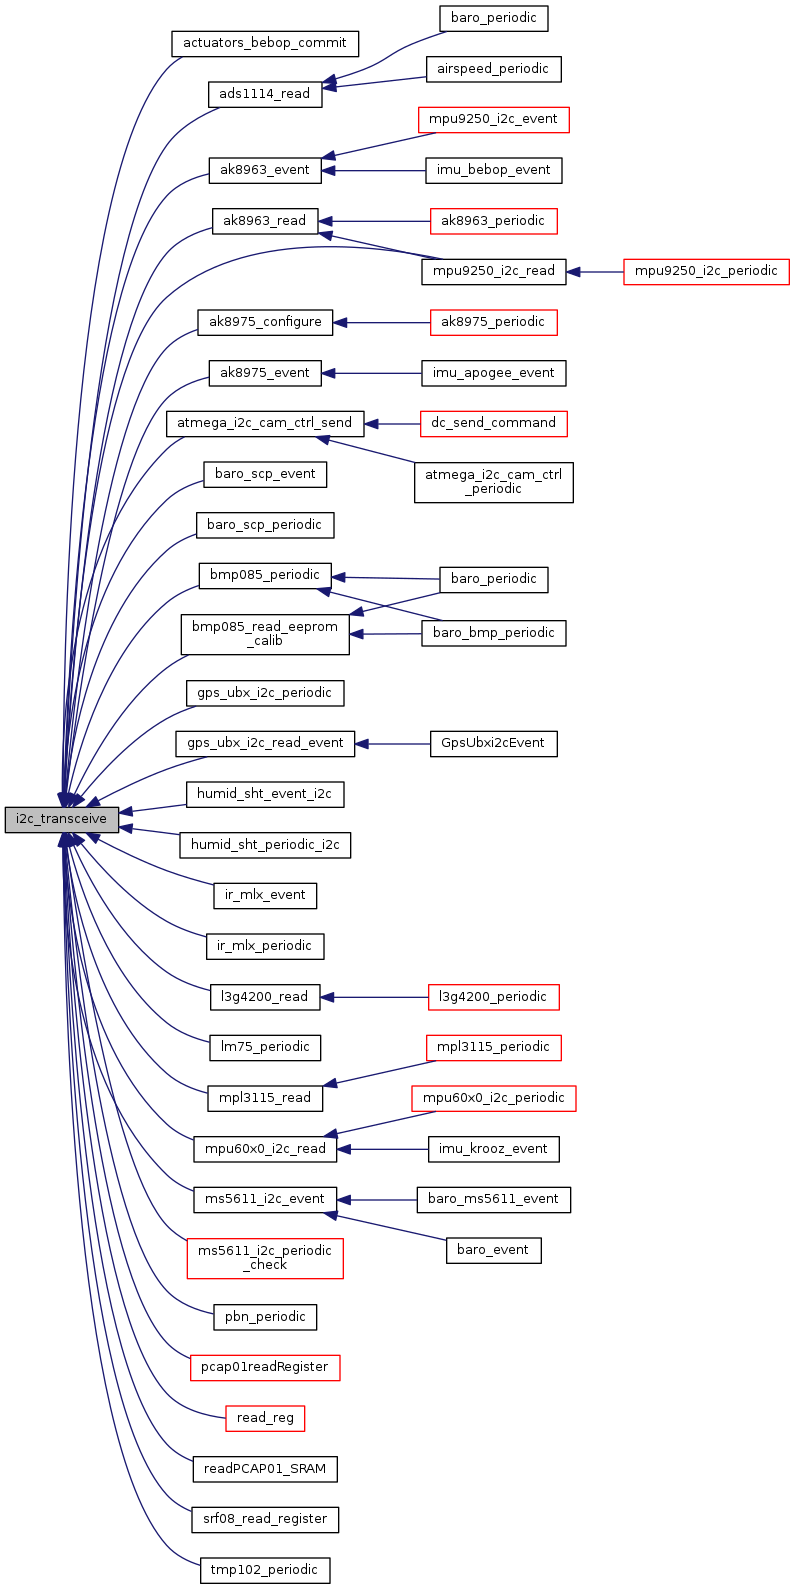 baro_periodic
actuators_bebop_commit
airspeed_periodic
ads1114_read
mpu9250_i2c_event
ak8963_event
imu_bebop_event
ak8963_read
ak8963_periodic
mpu9250_i2c_read
mpu9250_i2c_periodic
ak8975_configure
ak8975_periodic
ak8975_event
imu_apogee_event
atmega_i2c_cam_ctrl_send
dc_send_command
baro_scp_event
atmega_i2c_cam_ctrl
_periodic
baro_scp_periodic
bmp085_periodic
baro_periodic
bmp085_read_eeprom
_calib
baro_bmp_periodic
gps_ubx_i2c_periodic
gps_ubx_i2c_read_event
GpsUbxi2cEvent
humid_sht_event_i2c
i2c_transceive
humid_sht_periodic_i2c
ir_mlx_event
ir_mlx_periodic
l3g4200_read
l3g4200_periodic
lm75_periodic
mpl3115_periodic
mpl3115_read
mpu60x0_i2c_periodic
mpu60x0_i2c_read
imu_krooz_event
ms5611_i2c_event
baro_ms5611_event
ms5611_i2c_periodic
_check
baro_event
pbn_periodic
pcap01readRegister
read_reg
readPCAP01_SRAM
srf08_read_register
tmp102_periodic